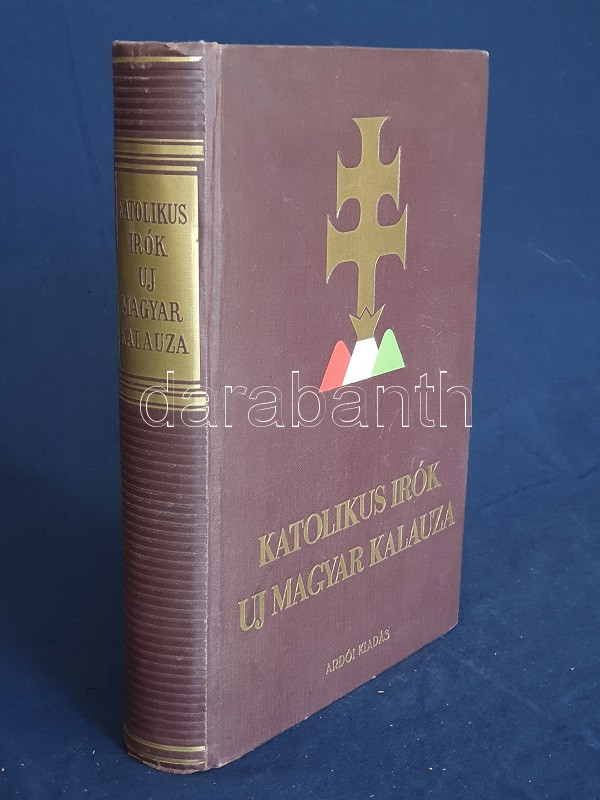 KATOLIKUS
IRÓK
UJ
MAGYAR
KALAUZA
darabanth
KATOLIKUS IRÓK
UJ MAGYAR KALAUZA
ARDÓI KIADÁS